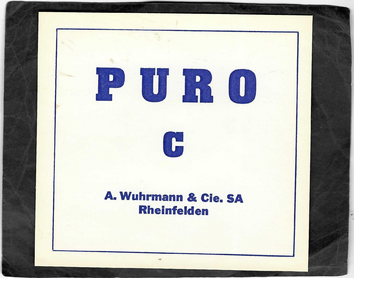 PURO
C
A. Wuhrmann & Cie. SA
Rheinfelden